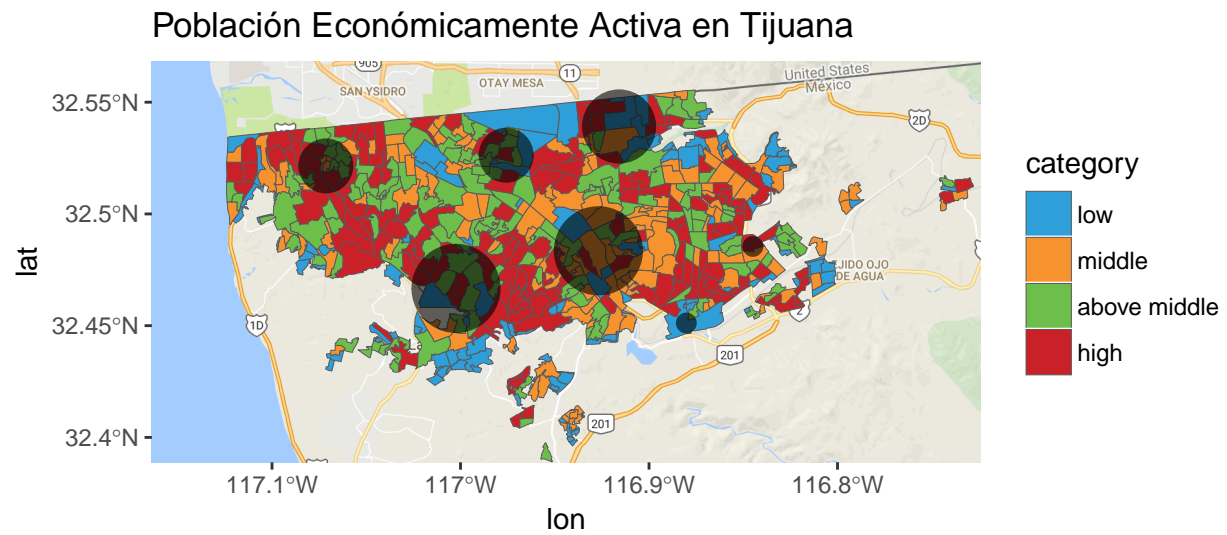 Población Económicamente Activa en Tijuana
905
11
United States
México
SAN YSIDRO
OTAY MESA
2D
32.55°N
32.5°N
lat
JIDO OJO
DE AGUA
2
1D
32.45°N
201
201
32.4°N
117.1°W
117°W
116.9°W
116.8°W
lon
category
low
middle
above middle
high